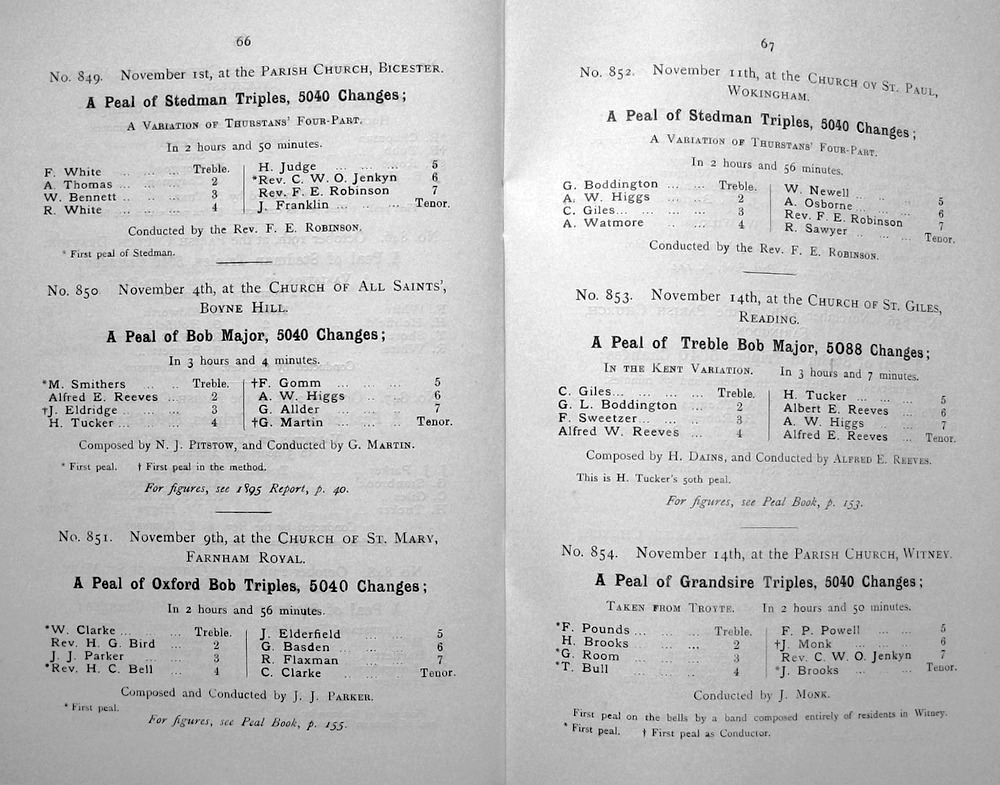 66
No. 849. November 1st, at the PARISH CHURCH, BICESTER.
A Peal of Stedman Triples, 5040 Changes;
A VARIATION OF THURSTANS' FOUR-PART.
In 2 hours and 50 minutes.
F. White ... ... ... Treble. | H. Judge ... ... ... 5
A. Thomas ... ... ... 2 | *Rev. C. W. O. Jenkyn 6
W. Bennett ... ... ... 3 | Rev. F. E. Robinson 7
R. White ... ... ... 4 | J. Franklin ... ... ... Tenor.
Conducted by the Rev. F. E. ROBINSON.
* First peal of Stedman.
No. 850 November 4th, at the CHURCH OF ALL SAINTS',
BOYNE HILL.
A Peal of Bob Major, 5040 Changes;
In 3 hours and 4 minutes.
*M. Smithers ... ... Treble. | †F. Gomm ... ... ... 5
Alfred E. Reeves ... ... 2 | A. W. Higgs ... ... 6
†J. Eldridge ... ... ... 3 | G. Allder ... ... ... 7
H. Tucker ... ... ... 4 | †G. Martin ... ... ... Tenor.
Composed by N. J. PITSTOW, and Conducted by G. MARTIN.
* First peal. † First peal in the method.
For figures, see 1895 Report, p. 40.
No. 851. November 9th, at the CHURCH OF ST. MARY,
FARNHAM ROYAL.
A Peal of Oxford Bob Triples, 5040 Changes;
In 2 hours and 56 minutes.
*W. Clarke ... ... Treble. | J. Elderfield ... ... 5
Rev. H. G. Bird ... ... 2 | G. Basden ... ... ... 6
J. J. Parker ... ... ... 3 | R. Flaxman ... ... 7
*Rev. H. C. Bell ... ... 4 | C. Clarke ... ... ... Tenor.
Composed and Conducted by J. J. PARKER.
* First peal.
For figures, see Peal Book, p. 155.
67
No. 852. November 11th, at the CHURCH OV ST. PAUL,
WOKINGHAM.
A Peal of Stedman Triples, 5040 Changes;
A VARIATION OF THURSTANS' FOUR-PART.
In 2 hours and 56 minutes.
G. Boddington ... ... Treble. | W. Newell ... ... ... 5
A. W. Higgs ... ... 2 | A. Osborne ... ... ... 6
C. Giles... ... ... 3 | Rev. F. E. Robinson 7
A. Watmore ... ... 4 | R. Sawyer ... ... ... Tenor.
Conducted by the Rev. F. E. ROBINSON.
No. 853. November 14th, at the CHURCH OF ST. GILES,
READING.
A Peal of Treble Bob Major, 5088 Changes;
IN THE KENT VARIATION. In 3 hours and 7 minutes.
C. Giles... ... ... Treble. | H. Tucker ... ... ... 5
G. L. Boddington ... ... 2 | Albert E. Reeves ... 6
F. Sweetzer... ... ... 3 | A. W. Higgs ... ... 7
Alfred W. Reeves ... ... 4 | Alfred E. Reeves ... Tenor.
Composed by H. DAINS, and Conducted by ALFRED E. REEVES.
This is H. Tucker's 50th peal.
For figures, see Peal Book, p. 153.
No. 854. November 14th, at the PARISH CHURCH, WITNEY.
A Peal of Grandsire Triples, 5040 Changes;
TAKEN FROM TROYTE. In 2 hours and 50 minutes.
*F. Pounds ... ... ... Treble. | F. P. Powell ... ... 5
H. Brooks ... ... ... 2 | †J. Monk ... ... ... 6
*G. Room ... ... ... 3 | Rev. C. W. O. Jenkyn 7
*T. Bull ... ... ... 4 | *J. Brooks ... ... ... Tenor.
Conducted by J. MONK.
First peal on the bells by a band composed entirely of residents in Witney.
* First peal. † First peal as Conductor.